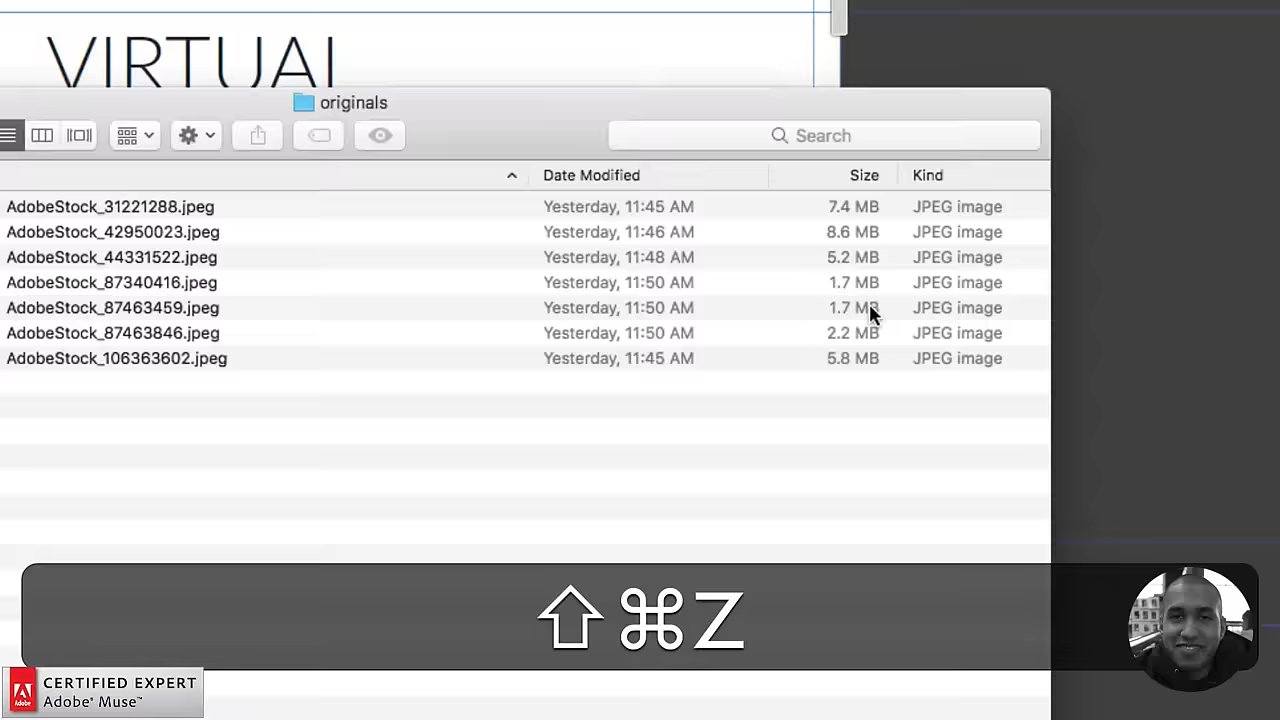 VIRTUAL
originals
Search
Date Modified Size Kind
AdobeStock_31221288.jpeg Yesterday, 11:45 AM 7.4 MB JPEG image
AdobeStock_42950023.jpeg Yesterday, 11:46 AM 8.6 MB JPEG image
AdobeStock_44331522.jpeg Yesterday, 11:48 AM 5.2 MB JPEG image
AdobeStock_87340416.jpeg Yesterday, 11:50 AM 1.7 MB JPEG image
AdobeStock_87463459.jpeg Yesterday, 11:50 AM 1.7 MB JPEG image
AdobeStock_87463846.jpeg Yesterday, 11:50 AM 2.2 MB JPEG image
AdobeStock_106363602.jpeg Yesterday, 11:45 AM 5.8 MB JPEG image
⇧⌘Z
CERTIFIED EXPERT
Adobe® Muse™
Adobe